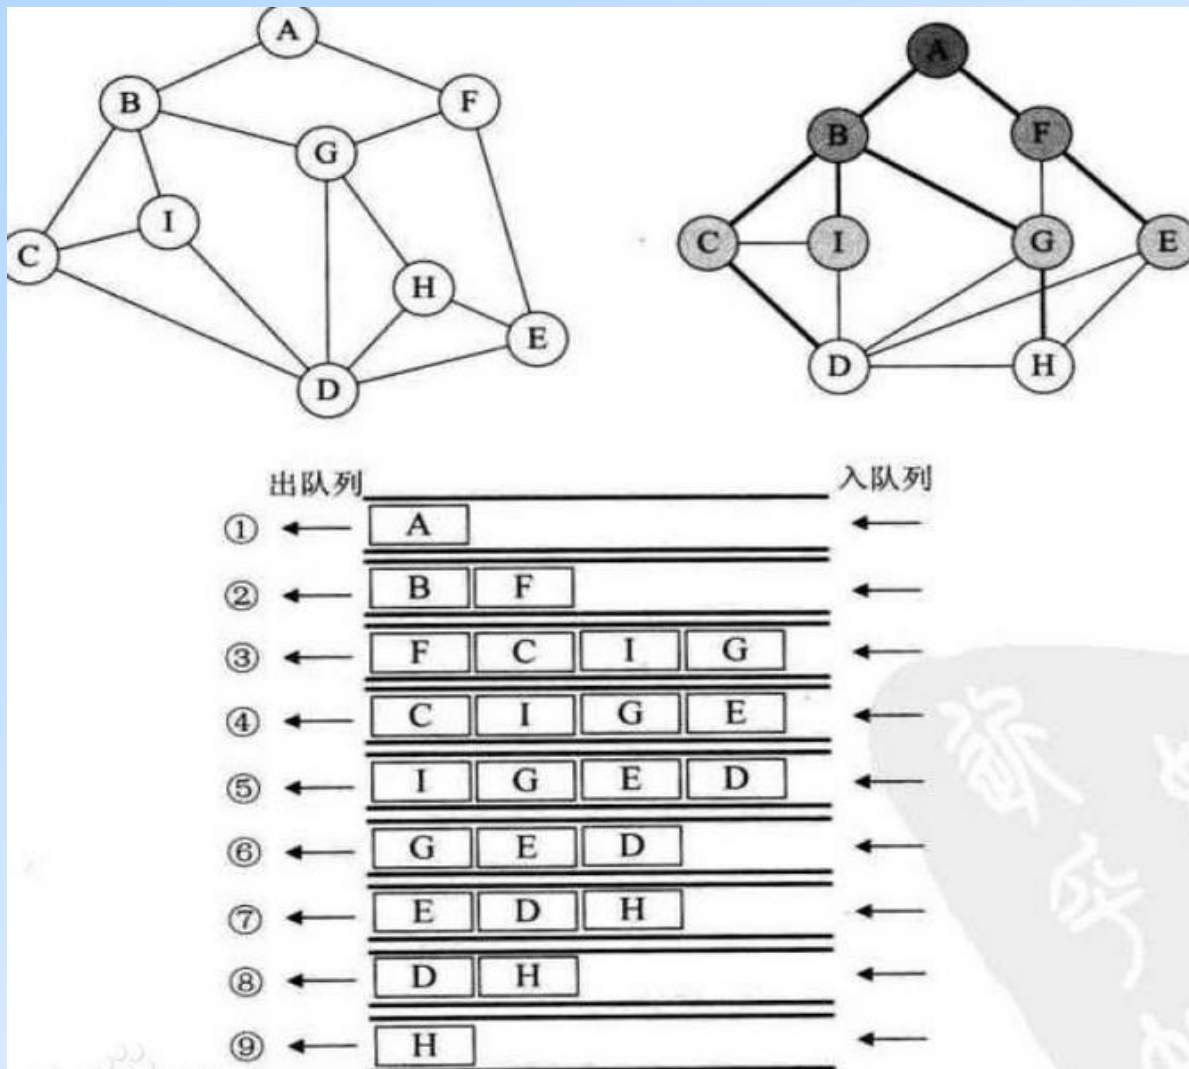 A
B
F
G
I
C
H
E
D
A
B
F
C
I
G
E
D
H
出队列
入队列
① A
② B F
③ F C I G
④ C I G E
⑤ I G E D
⑥ G E D
⑦ E D H
⑧ D H
⑨ H